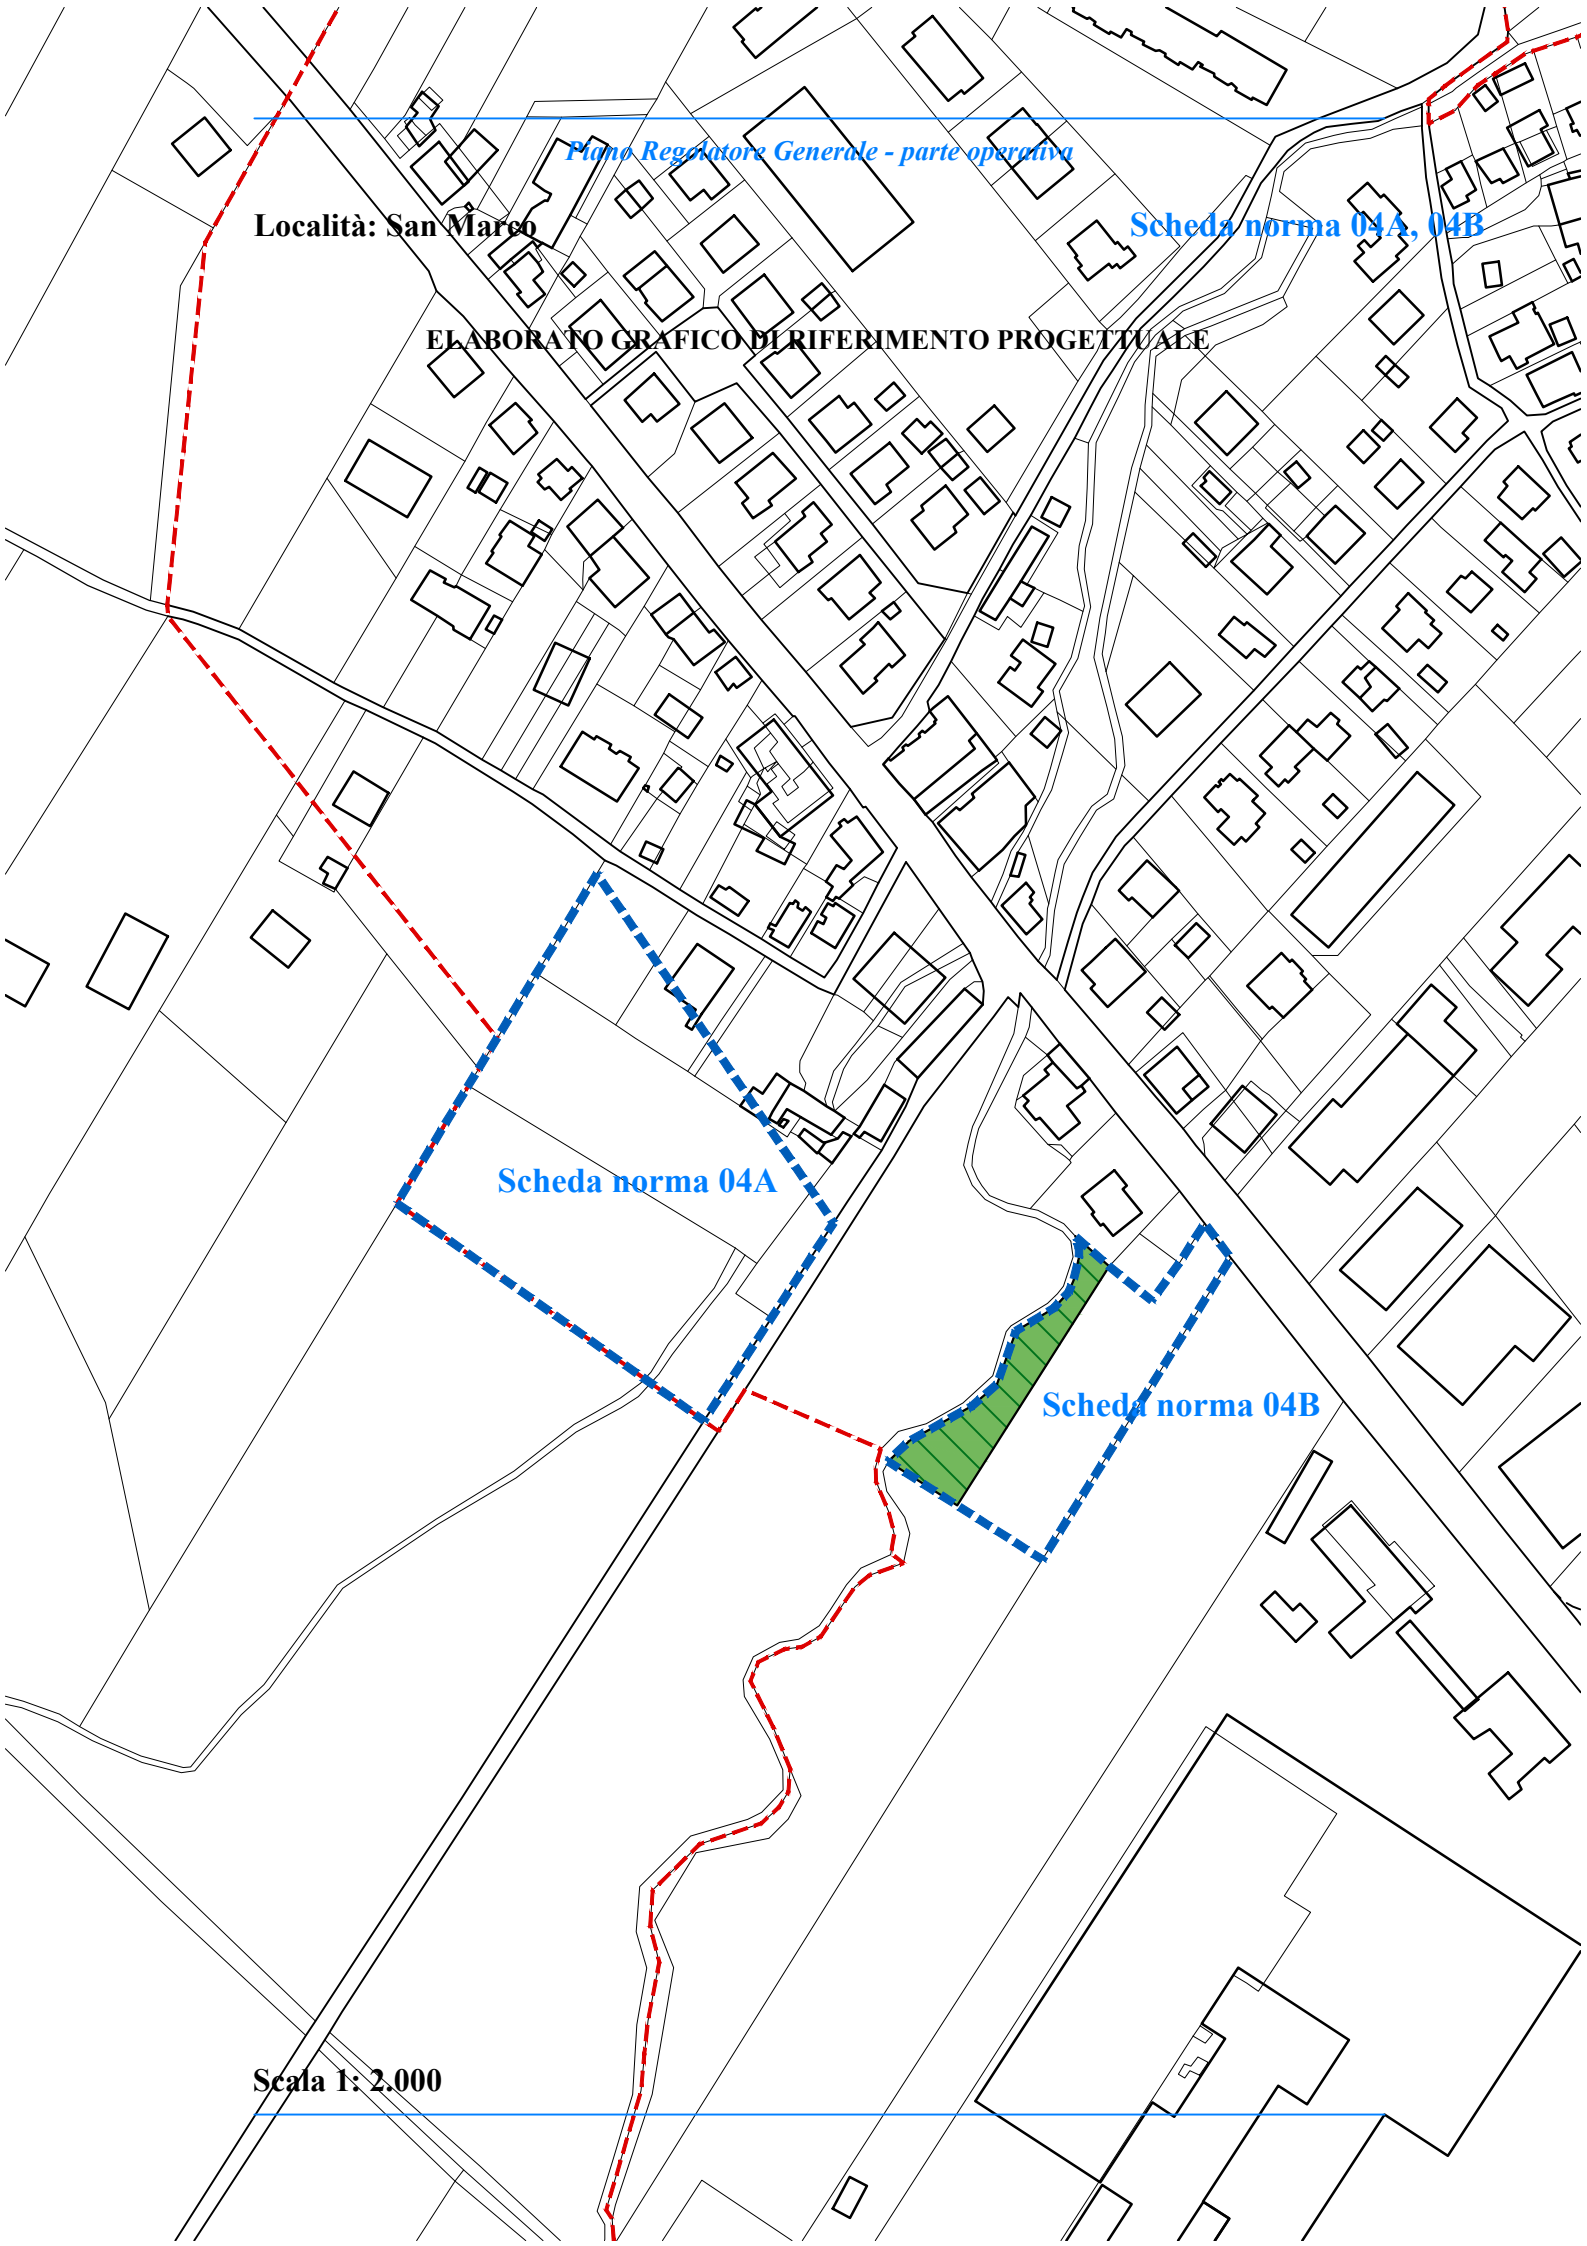 Piano Regolatore Generale - parte operativa
Località: San Marco
Scheda norma 04A, 04B
ELABORATO GRAFICO DI RIFERIMENTO PROGETTUALE
Scheda norma 04A
Scheda norma 04B
Scala 1: 2.000